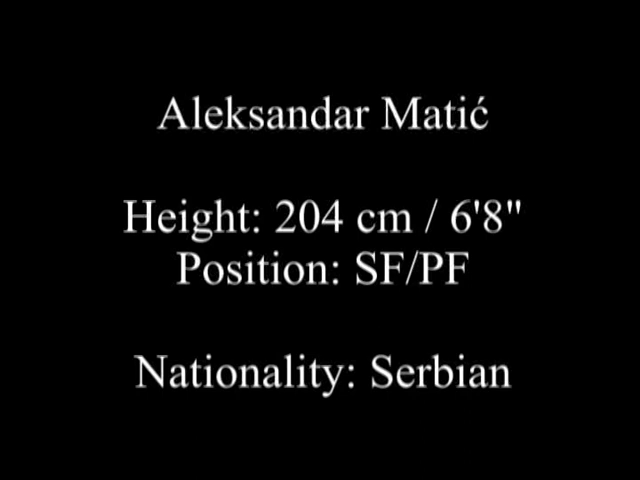 Aleksandar Matić
Height: 204 cm / 6'8"
Position: SF/PF
Nationality: Serbian